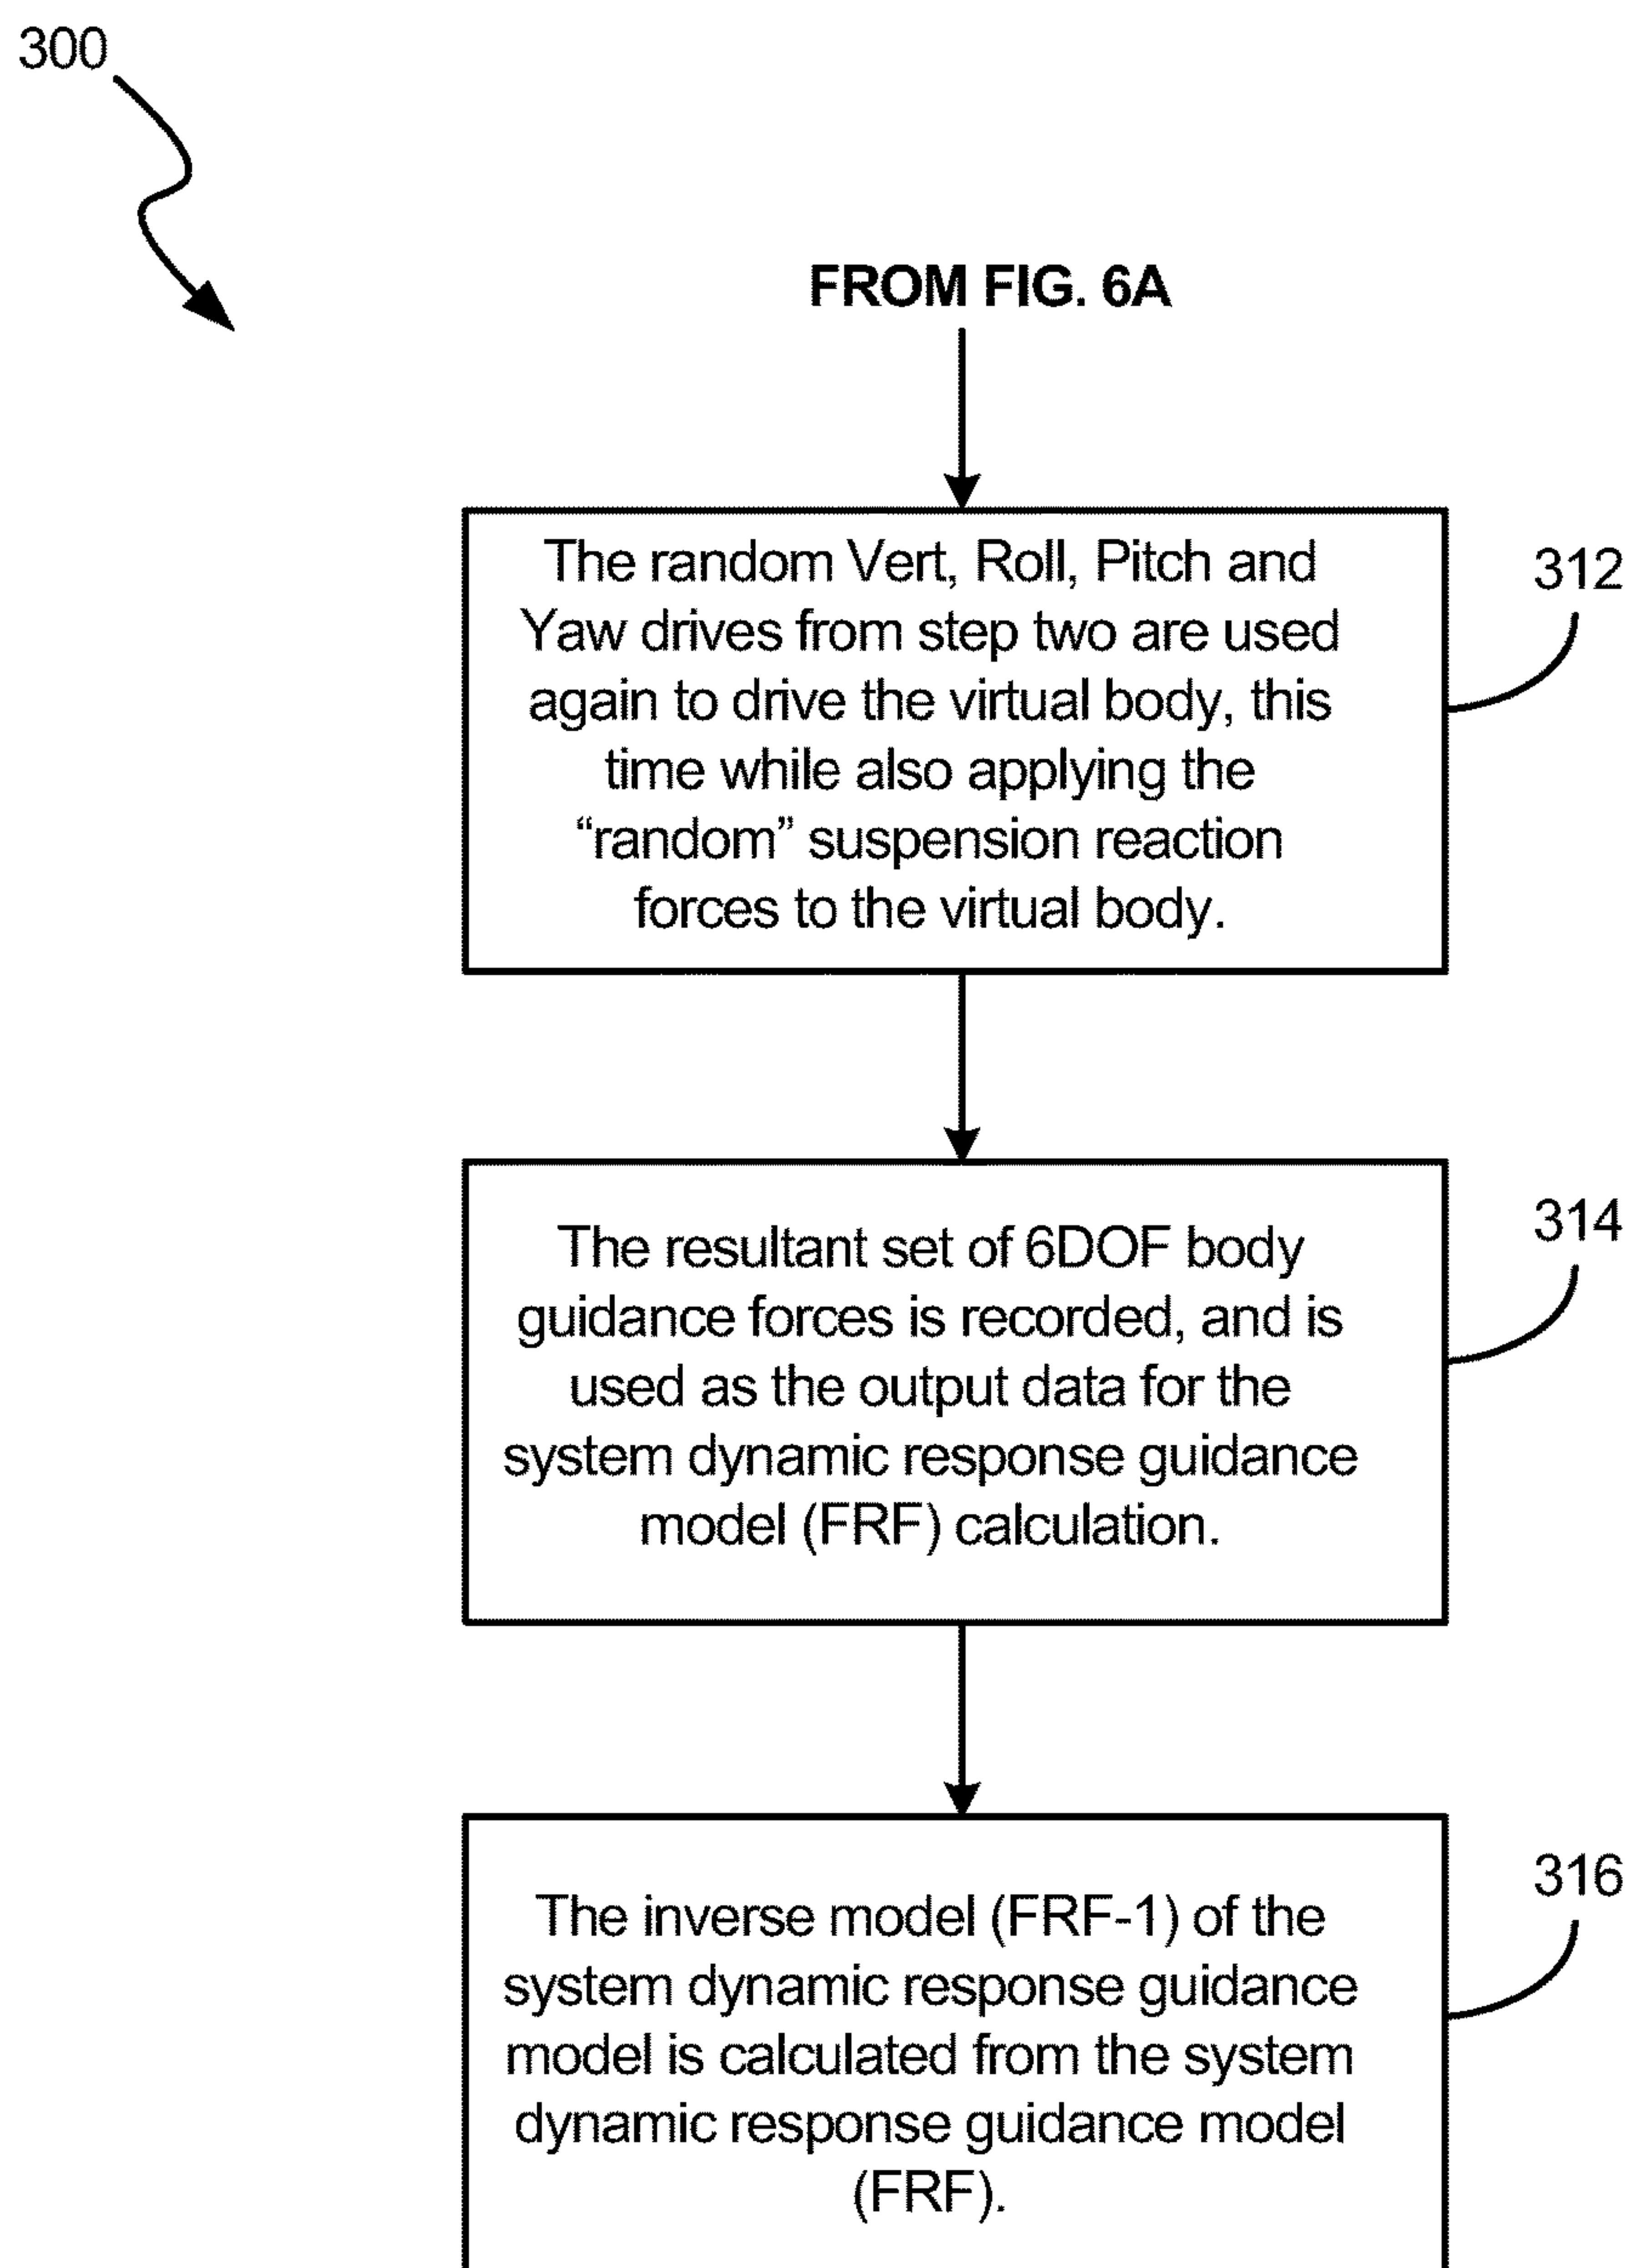 300
FROM FIG. 6A
The random Vert, Roll, Pitch and
Yaw drives from step two are used
again to drive the virtual body, this
time while also applying the
“random” suspension reaction
forces to the virtual body.
312
The resultant set of 6DOF body
guidance forces is recorded, and is
used as the output data for the
system dynamic response guidance
model (FRF) calculation.
314
The inverse model (FRF-1) of the
system dynamic response guidance
model is calculated from the system
dynamic response guidance model
(FRF).
316